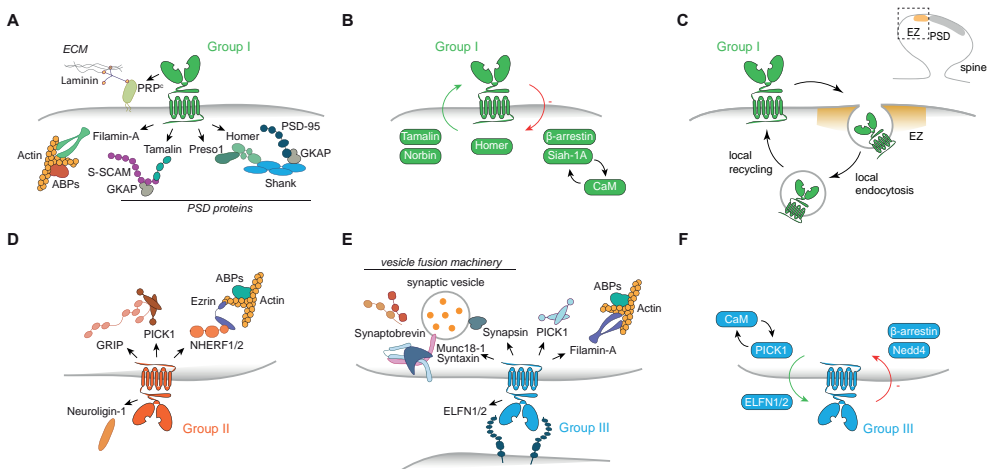 A
ECM
Group I
Laminin
PRPc
Filamin-A
Tamalin
Preso1
Homer
PSD-95
GKAP
Actin
S-SCAM
ABPs
GKAP
Shank
PSD proteins
B
Group I
-
Tamalin
Norbin
Homer
β-arrestin
Siah-1A
CaM
C
Group I
EZ
PSD
spine
EZ
local
recycling
local
endocytosis
D
ABPs
Ezrin
Actin
PICK1
GRIP
NHERF1/2
Neuroligin-1
Group II
E
vesicle fusion machinery
synaptic vesicle
ABPs
Actin
Synaptobrevin
Synapsin
PICK1
Munc18-1
Syntaxin
Filamin-A
ELFN1/2
Group III
F
CaM
PICK1
β-arrestin
Nedd4
-
ELFN1/2
Group III